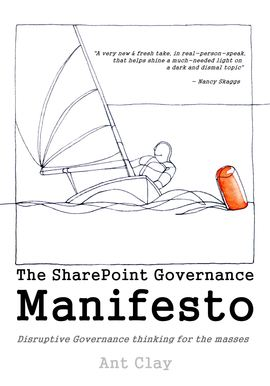 "A very new & fresh take, in real-person-speak,
that helps shine a much-needed light on
a dark and dismal topic"
- Nancy Skaggs
The SharePoint Governance
Manifesto
Disruptive Governance thinking for the masses
Ant Clay